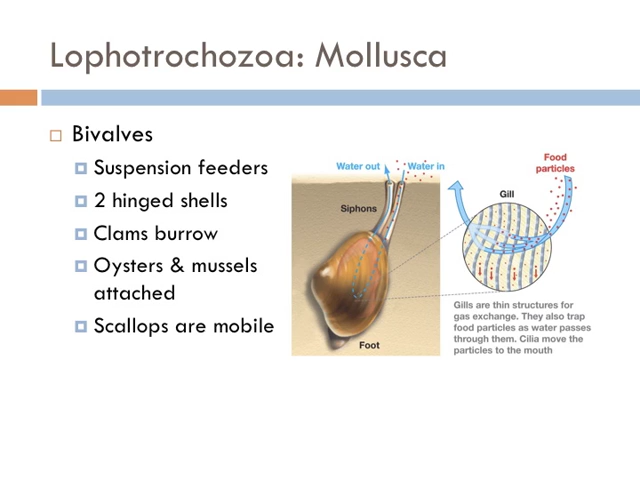 Lophotrochozoa: Mollusca
Bivalves
Suspension feeders
2 hinged shells
Clams burrow
Oysters & mussels
attached
Scallops are mobile
Water out
Water in
Siphons
Foot
Food
particles
Gill
Gills are thin structures for
gas exchange. They also trap
food particles as water passes
through them. Cilia move the
particles to the mouth